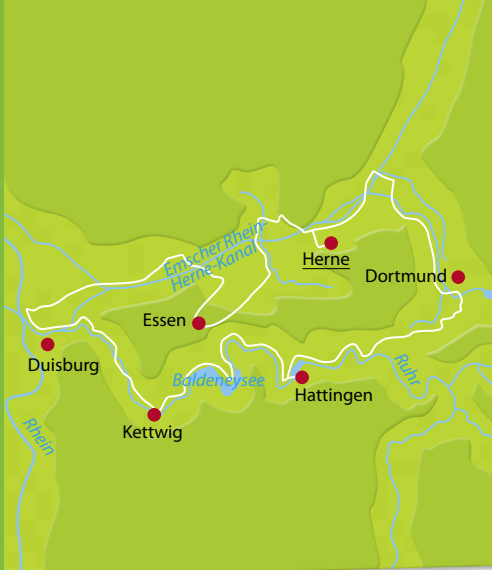 Emscher Rhein-
Herne-Kanal
Herne
Dortmund
Essen
Duisburg
Baldeneysee
Ruhr
Hattingen
Kettwig
Rhein